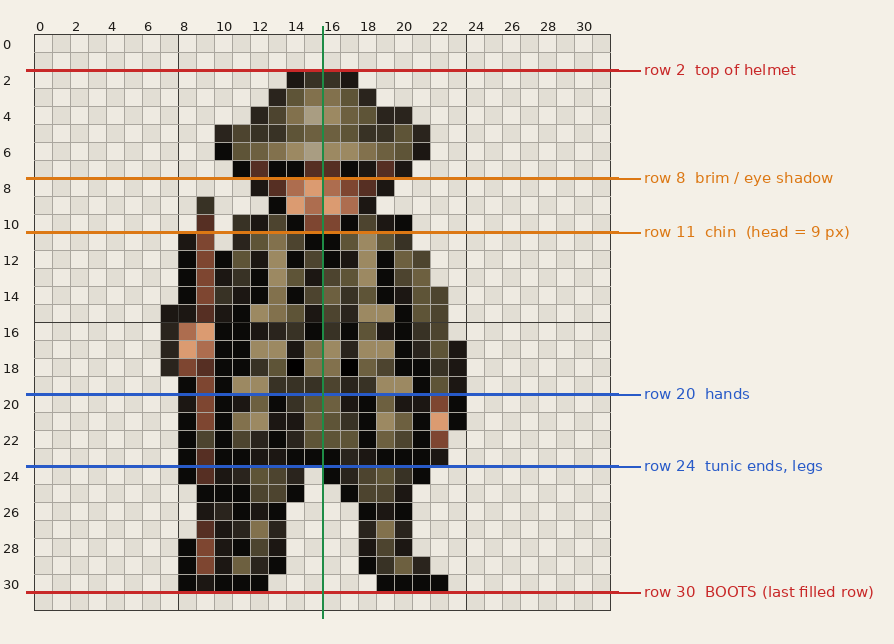 0 2 4 6 8 10 12 14 16 18 20 22 24 26 28 30
0
2
row 2  top of helmet
4
6
8
row 8  brim / eye shadow
10
row 11  chin  (head = 9 px)
12
14
16
18
row 20  hands
20
22
row 24  tunic ends, legs
24
26
28
30
row 30  BOOTS (last filled row)